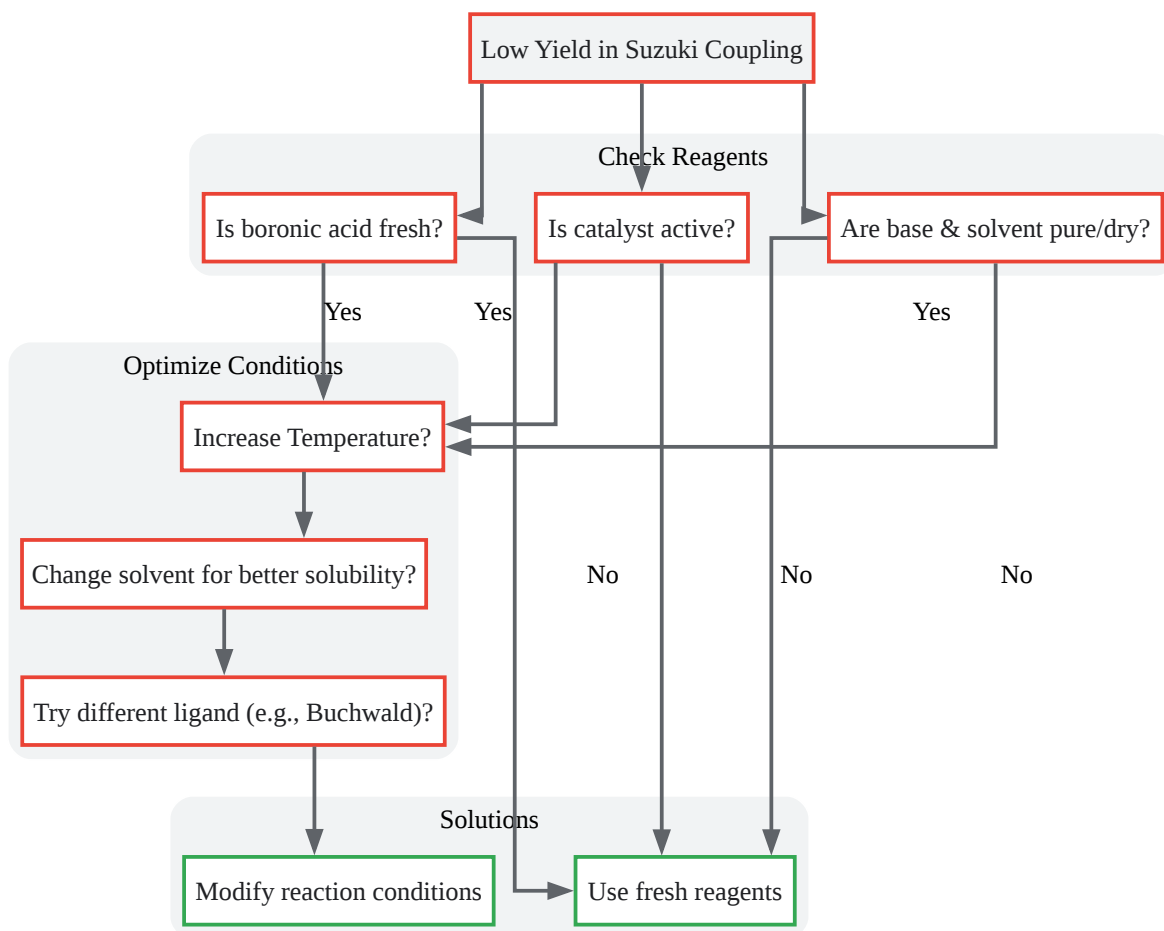 Low Yield in Suzuki Coupling
Check Reagents
Is boronic acid fresh?
Is catalyst active?
Are base & solvent pure/dry?
Yes
Yes
Yes
Optimize Conditions
Increase Temperature?
Change solvent for better solubility?
No
No
No
Try different ligand (e.g., Buchwald)?
Solutions
Modify reaction conditions
Use fresh reagents